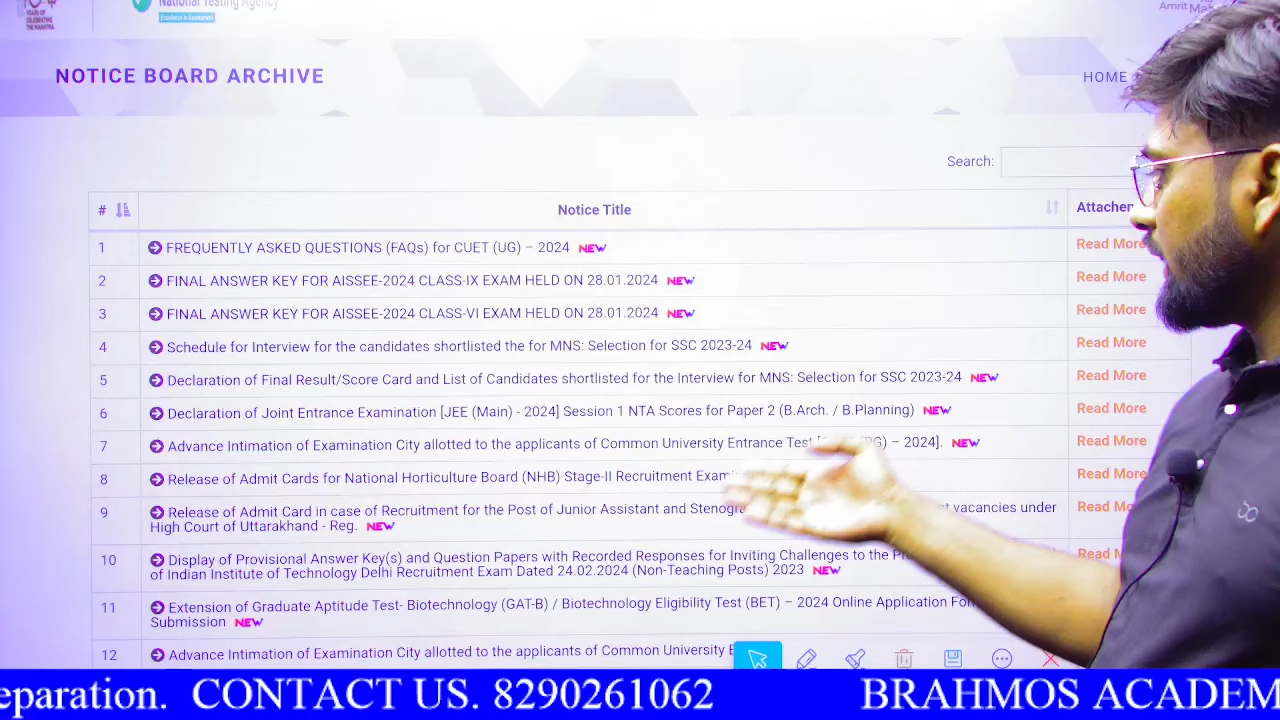 YEARS OF
CELEBRATING
THE MAHATMA
National Testing Agency
Excellence in Assessment
Amrit Mah
NOTICE BOARD ARCHIVE
HOME
Search:
# Notice Title
1 FREQUENTLY ASKED QUESTIONS (FAQs) for CUET (UG) – 2024 NEW Read More
2 FINAL ANSWER KEY FOR AISSEE-2024 CLASS-IX EXAM HELD ON 28.01.2024 NEW Read More
3 FINAL ANSWER KEY FOR AISSEE-2024 CLASS-VI EXAM HELD ON 28.01.2024 NEW Read More
4 Schedule for Interview for the candidates shortlisted the for MNS: Selection for SSC 2023-24 NEW Read More
5 Declaration of Final Result/Score Card and List of Candidates shortlisted for the Interview for MNS: Selection for SSC 2023-24 NEW Read More
6 Declaration of Joint Entrance Examination [JEE (Main) - 2024] Session 1 NTA Scores for Paper 2 (B.Arch. / B.Planning) NEW Read More
7 Advance Intimation of Examination City allotted to the applicants of Common University Entrance Test – 2024]. NEW Read More
8 Release of Admit Cards for National Horticulture Board (NHB) Stage-II Recruitment Read More
9 Release of Admit Card in case of Recruitment for the Post of Junior Assistant and vacancies under Read
High Court of Uttarakhand - Reg. NEW
10 Display of Provisional Answer Key(s) and Question Papers with Recorded Responses for Inviting Challenges to the Read
of Indian Institute of Technology Delhi Recruitment Exam Dated 24.02.2024 (Non-Teaching Posts) 2023 NEW
11 Extension of Graduate Aptitude Test- Biotechnology (GAT-B) / Biotechnology Eligibility Test (BET) – 2024 Online Application
Submission NEW
12 Advance Intimation of Examination City allotted to the applicants of Common University
eparation. CONTACT US. 8290261062 BRAHMOS ACADEM